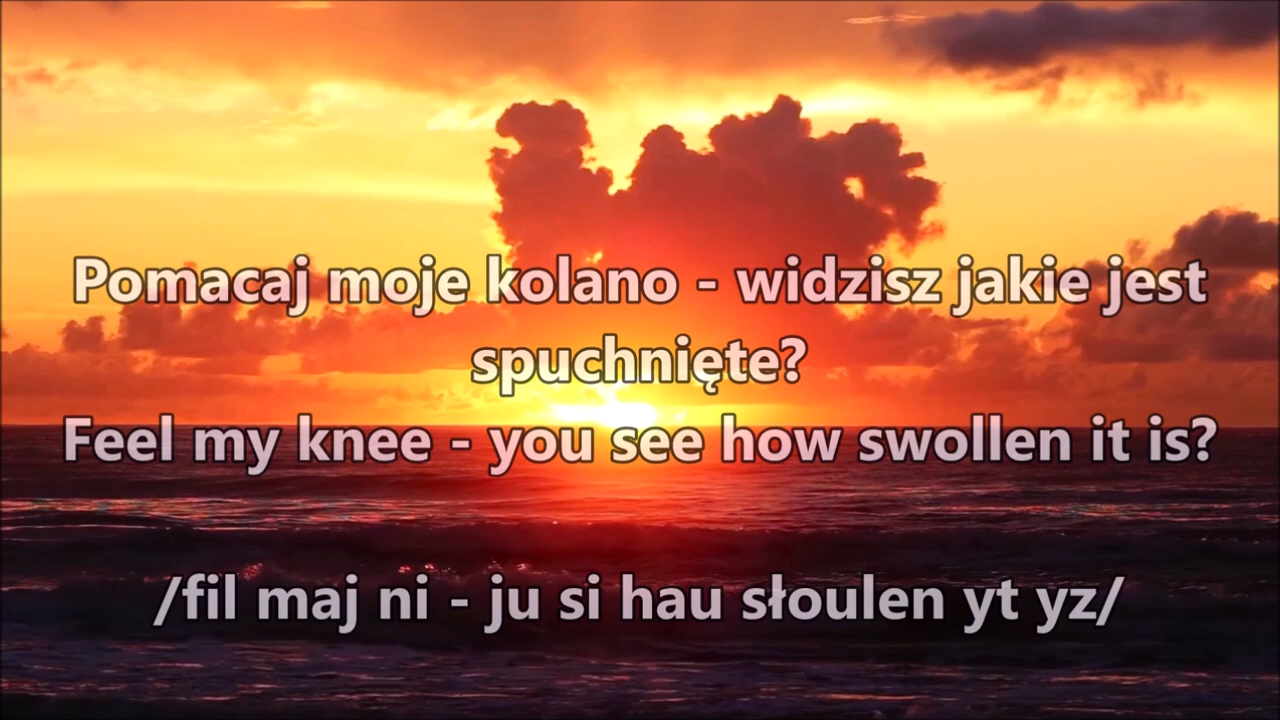 Pomacaj moje kolano - widzisz jakie jest
spuchnięte?
Feel my knee - you see how swollen it is?
/fil maj ni - ju si hau słoulen yt yz/